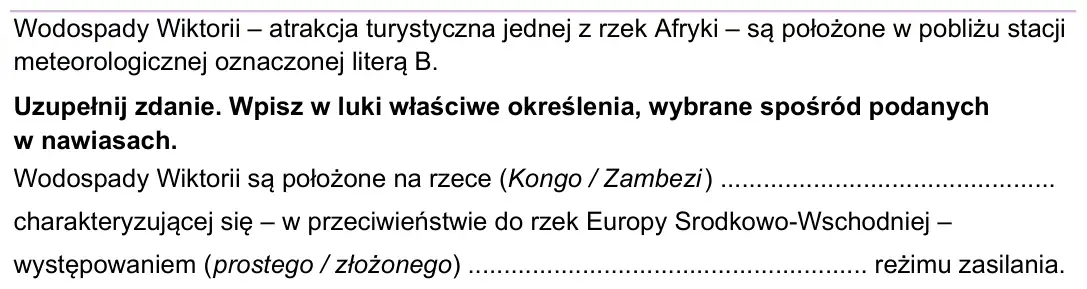 Wodospady Wiktorii – atrakcja turystyczna jednej z rzek Afryki – są położone w pobliżu stacji
meteorologicznej oznaczonej literą B.
Uzupełnij zdanie. Wpisz w luki właściwe określenia, wybrane spośród podanych
w nawiasach.
Wodospady Wiktorii są położone na rzece (Kongo / Zambezi) ...............................................
charakteryzującej się – w przeciwieństwie do rzek Europy Srodkowo-Wschodniej –
występowaniem (prostego / złożonego) ........................................................ reżimu zasilania.